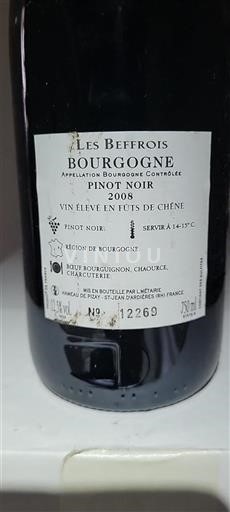 LES BEFFROIS
BOURGOGNE
APPELLATION BOURGOGNE CONTRÔLÉE
PINOT NOIR
2008
VIN ÉLEVÉ EN FÛTS DE CHÊNE
PINOT NOIR
SERVIR À 14-15° C.
RÉGION DE BOURGOGNE
VINIOU
BŒUF BOURGUIGNON, CHAOURCE,
CHARCUTERIE
MIS EN BOUTEILLE PAR L'MÉTAIRIE
HAMEAU DE PIZAY - ST-JEAN D'ARDIÈRES (RH) FRANCE
% VOL.
Nº 12269
750 ml